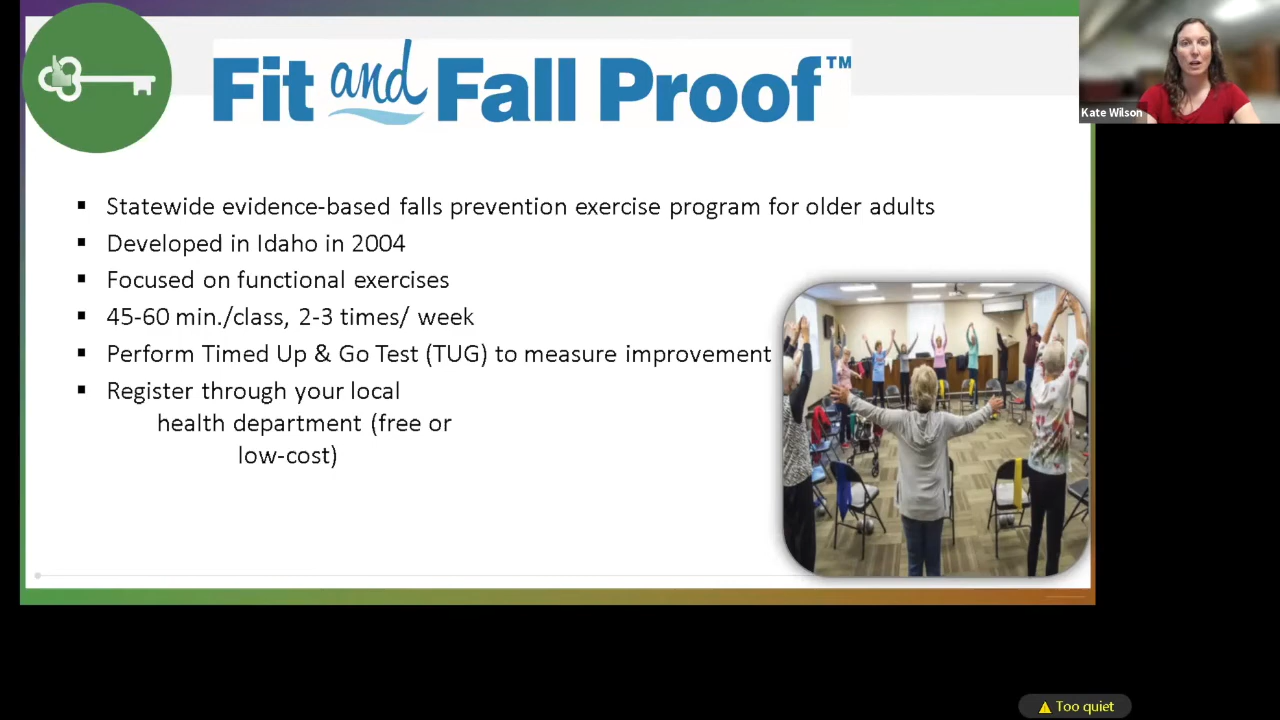 Fit and Fall Proof™
Kate Wilson
▪ Statewide evidence-based falls prevention exercise program for older adults
▪ Developed in Idaho in 2004
▪ Focused on functional exercises
▪ 45-60 min./class, 2-3 times/ week
▪ Perform Timed Up & Go Test (TUG) to measure improvement
▪ Register through your local
health department (free or
low-cost)
Too quiet